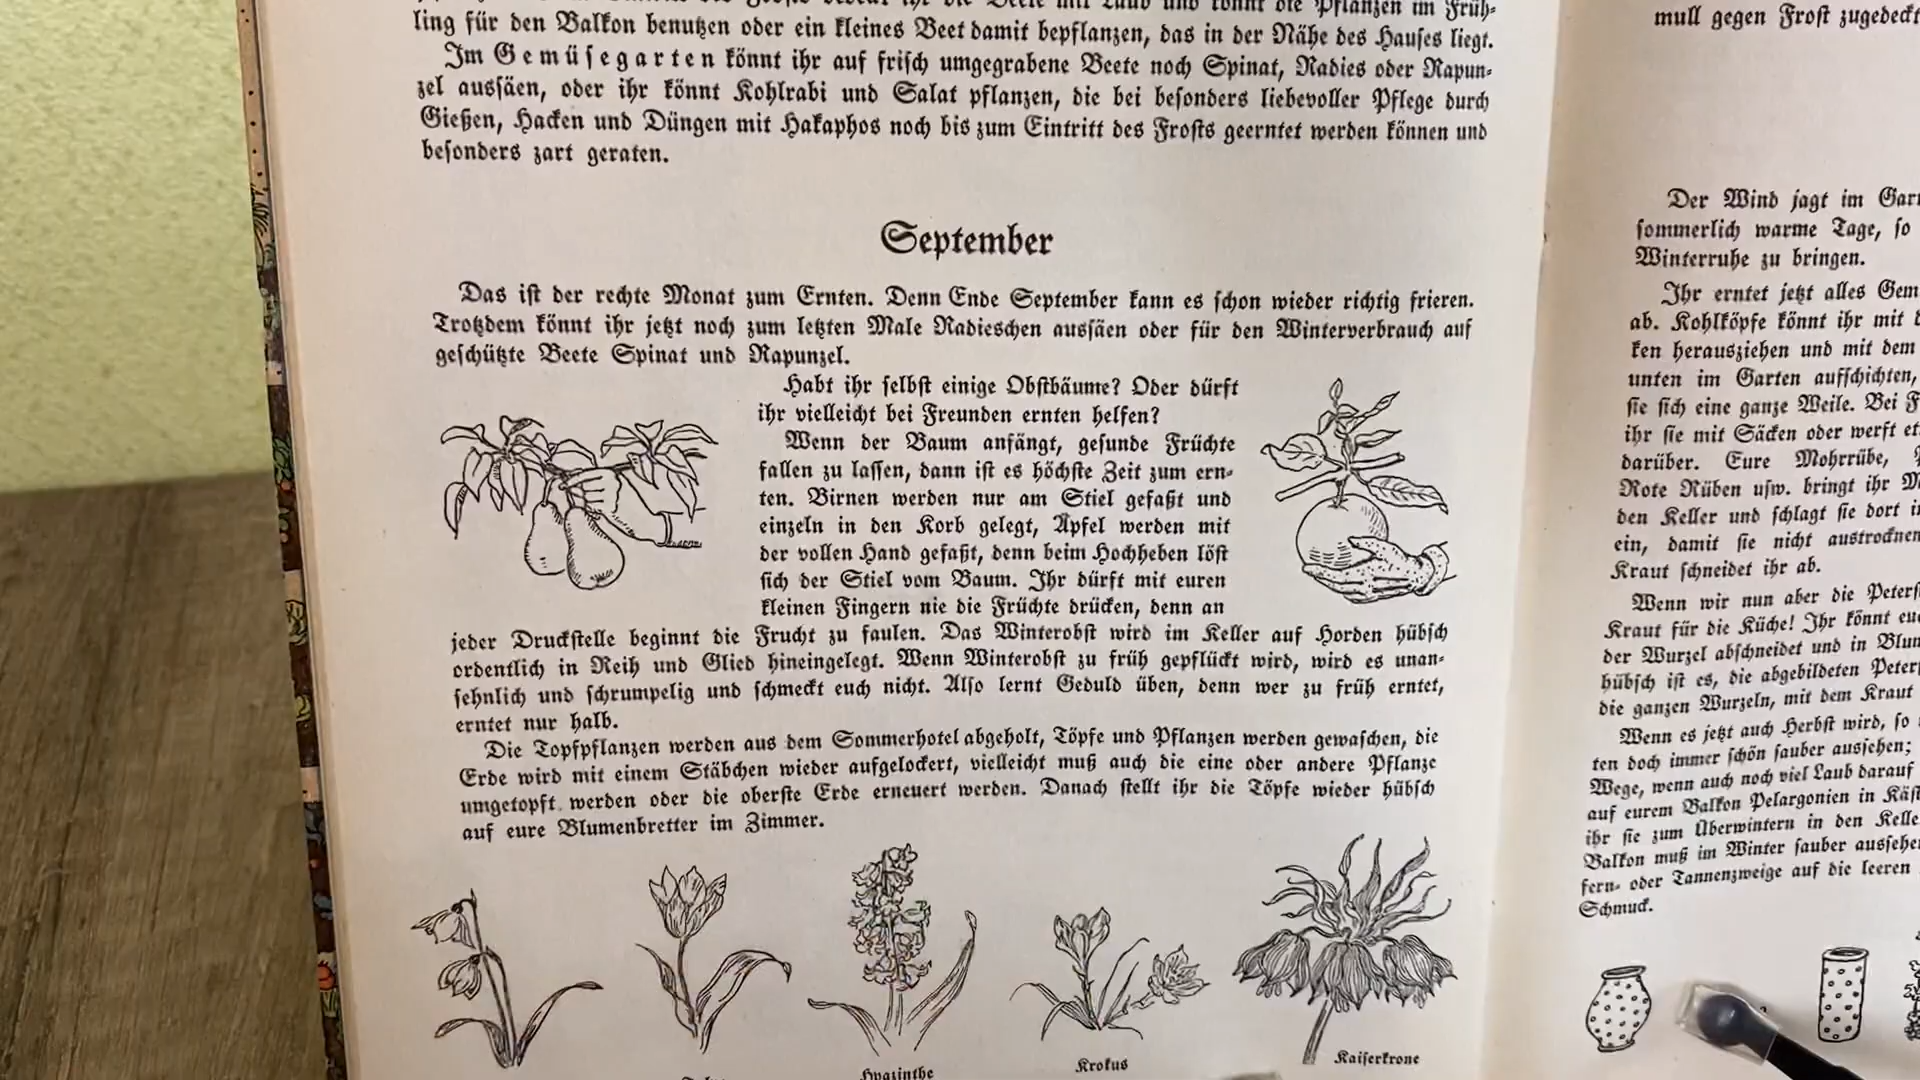 ling für den Balkon benutzen oder ein kleines Beet damit bepflanzen, das in der Nähe des Hauses liegt.
Im Gemüsegarten könnt ihr auf frisch umgegrabene Beete noch Spinat, Radies oder Rapun-
zel aussäen, oder ihr könnt Kohlrabi und Salat pflanzen, die bei besonders liebevoller Pflege durch
Gießen, Hacken und Düngen mit Hakaphos noch bis zum Eintritt des Frosts geerntet werden können und
besonders zart geraten.
September
Das ist der rechte Monat zum Ernten. Denn Ende September kann es schon wieder richtig frieren.
Trotzdem könnt ihr jetzt noch zum letzten Male Radieschen aussäen oder für den Winterverbrauch auf
geschützte Beete Spinat und Rapunzel.
Habt ihr selbst einige Obstbäume? Oder dürft
ihr vielleicht bei Freunden ernten helfen?
Wenn der Baum anfängt, gesunde Früchte
fallen zu lassen, dann ist es höchste Zeit zum ern-
ten. Birnen werden nur am Stiel gefaßt und
einzeln in den Korb gelegt, Äpfel werden mit
der vollen Hand gefaßt, denn beim Hochheben löst
sich der Stiel vom Baum. Ihr dürft mit euren
kleinen Fingern nie die Früchte drücken, denn an
jeder Druckstelle beginnt die Frucht zu faulen. Das Winterobst wird im Keller auf Horden hübsch
ordentlich in Reih und Glied hineingelegt. Wenn Winterobst zu früh gepflückt wird, wird es unan-
sehnlich und schrumpelig und schmeckt euch nicht. Also lernt Geduld üben, denn wer zu früh erntet,
erntet nur halb.
Die Topfpflanzen werden aus dem Sommerhotel abgeholt, Töpfe und Pflanzen werden gewaschen, die
Erde wird mit einem Stäbchen wieder aufgelockert, vielleicht muß auch die eine oder andere Pflanze
umgetopft werden oder die oberste Erde erneuert werden. Danach stellt ihr die Töpfe wieder hübsch
auf eure Blumenbretter im Zimmer.
Hyazinthe
Krokus
Kaiserkrone
mull gegen Frost zugedeckt
Der Wind jagt im
sommerlich warme Tage, so
Winterruhe zu bringen.
Ihr erntet jetzt alles
ab. Kohlköpfe könnt ihr mit
ken herausziehen und mit dem
unten im Garten aufschichten,
sie sich eine ganze Weile. Bei
ihr sie mit Säcken oder werft
darüber. Eure Mohrrübe,
Rote Rüben usw. bringt ihr
den Keller und schlagt sie dort
ein, damit sie nicht austrocknen
Kraut schneidet ihr ab.
Wenn wir nun aber die
Kraut für die Küche! Ihr könnt
der Wurzel abschneidet und in
hübsch ist es, die abgebildeten
die ganzen Wurzeln, mit dem Kraut
Wenn es jetzt auch Herbst wird, so
ten doch immer schön sauber aussehen;
Wege, wenn auch noch viel Laub darauf
auf eurem Balkon Pelargonien in
ihr sie zum Überwintern in den
Balkon muß im Winter sauber
fern- oder Tannenzweige auf die leeren
Schmuck.